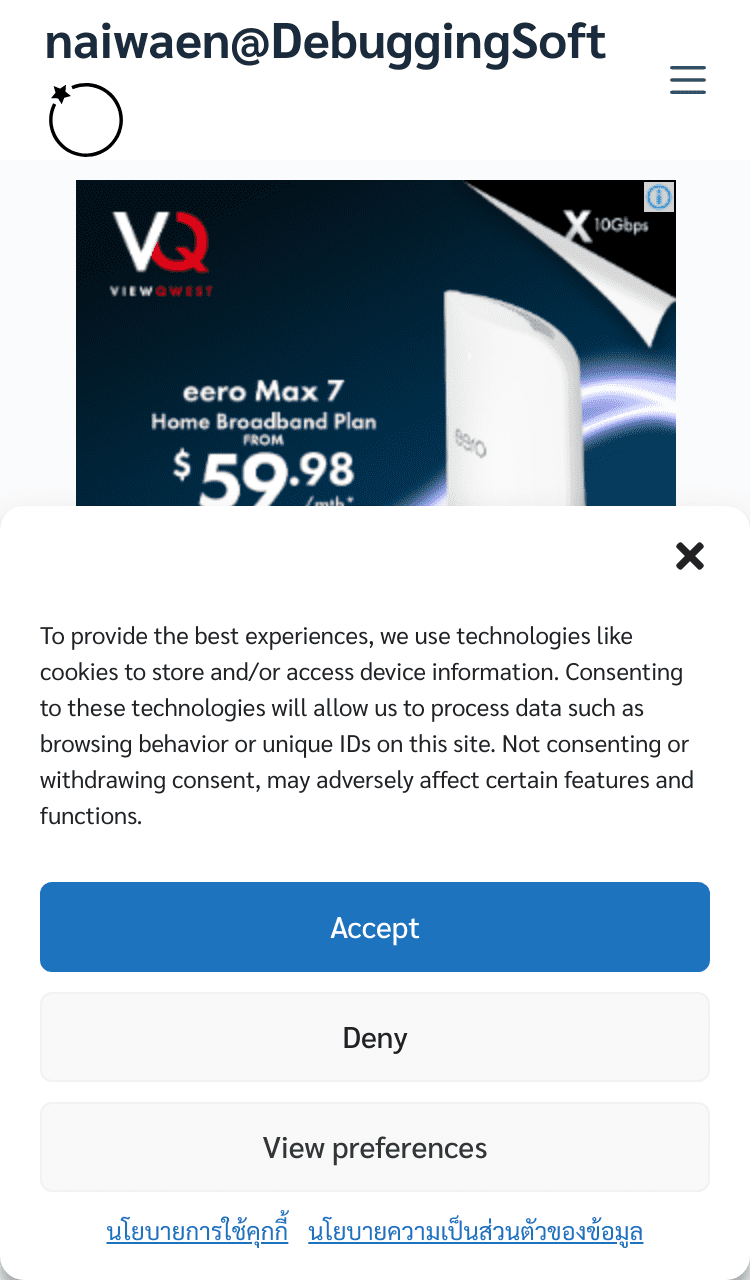 naiwaen@DebuggingSoft
VQ
VIEWQWEST
X 10Gbps
eero Max 7
Home Broadband Plan
FROM
$59.98
/mth*
eero
To provide the best experiences, we use technologies like
cookies to store and/or access device information. Consenting
to these technologies will allow us to process data such as
browsing behavior or unique IDs on this site. Not consenting or
withdrawing consent, may adversely affect certain features and
functions.
Accept
Deny
View preferences
นโยบายการใช้คุกกี้ นโยบายความเป็นส่วนตัวของข้อมูล